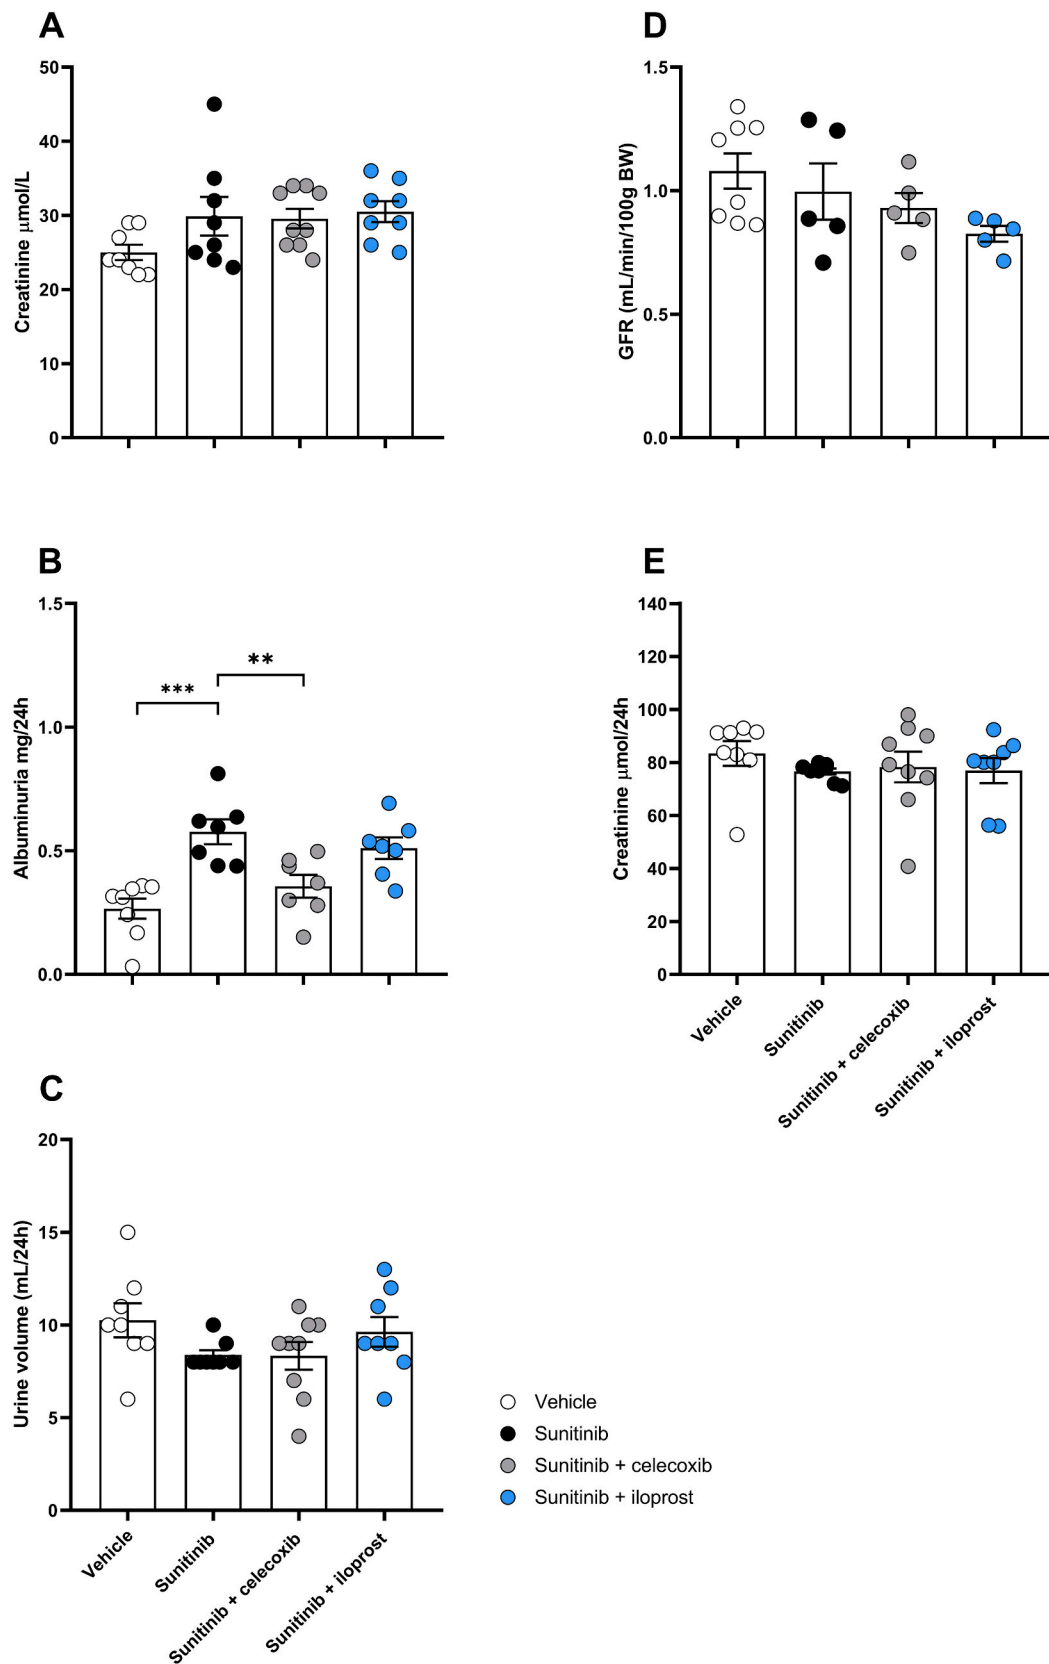 A
50
40
30
20
10
0
Creatinine μmol/L
D
1.5
1.0
0.5
0.0
GFR (mL/min/100g BW)
B
1.5
1.0
0.5
0.0
Albuminuria mg/24h
***
**
E
140
120
100
80
60
40
20
0
Creatinine μmol/24h
Vehicle
Sunitinib
Sunitinib + celecoxib
Sunitinib + iloprost
C
20
15
10
5
0
Urine volume (mL/24h)
Vehicle
Sunitinib
Sunitinib + celecoxib
Sunitinib + iloprost
Vehicle
Sunitinib
Sunitinib + celecoxib
Sunitinib + iloprost